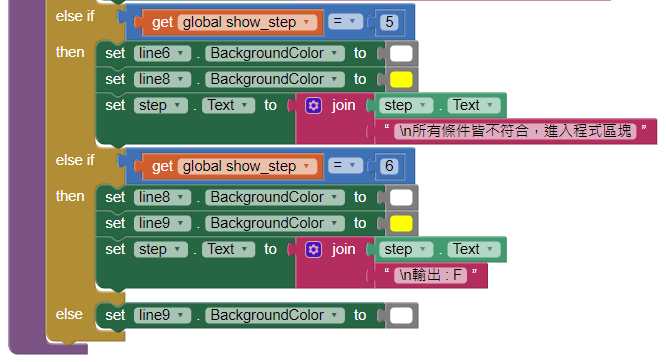 else if get global show_step = 5
then set line6 . BackgroundColor to
set line8 . BackgroundColor to
set step . Text to join step . Text
“ \n所有條件皆不符合，進入程式區塊 ”
else if get global show_step = 6
then set line8 . BackgroundColor to
set line9 . BackgroundColor to
set step . Text to join step . Text
“ \n輸出 : F ”
else set line9 . BackgroundColor to